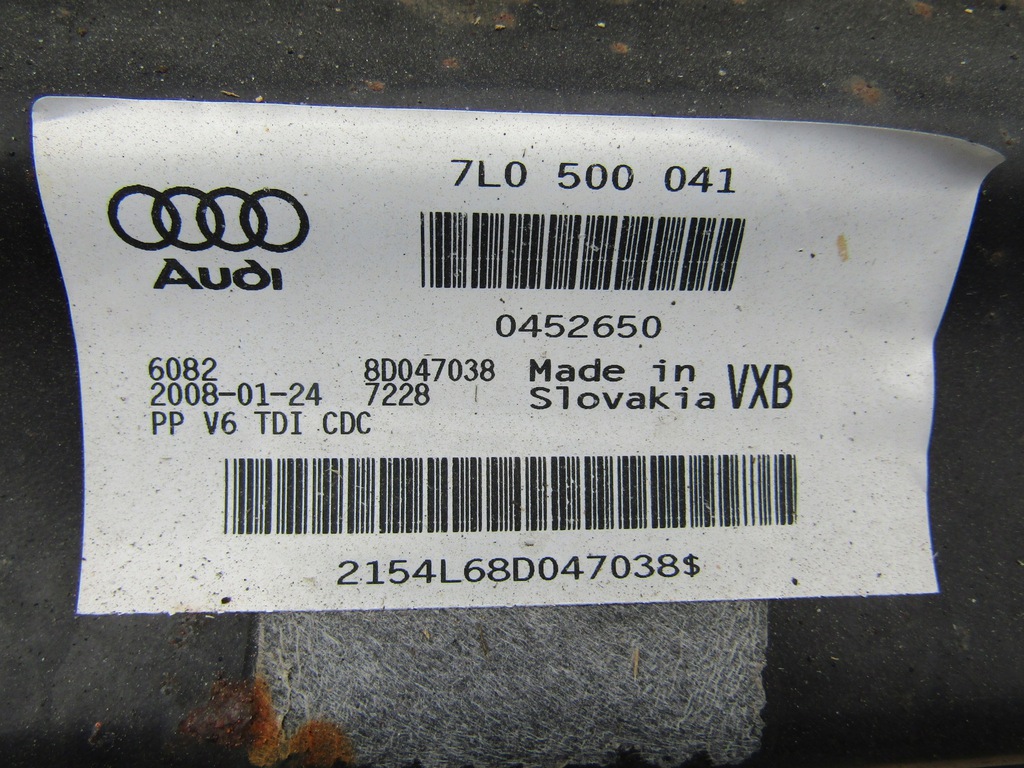 7L0 500 041
Audi
0452650
6082 8D047038 Made in
2008-01-24 7228 Slovakia VXB
PP V6 TDI CDC
2154L68D047038$